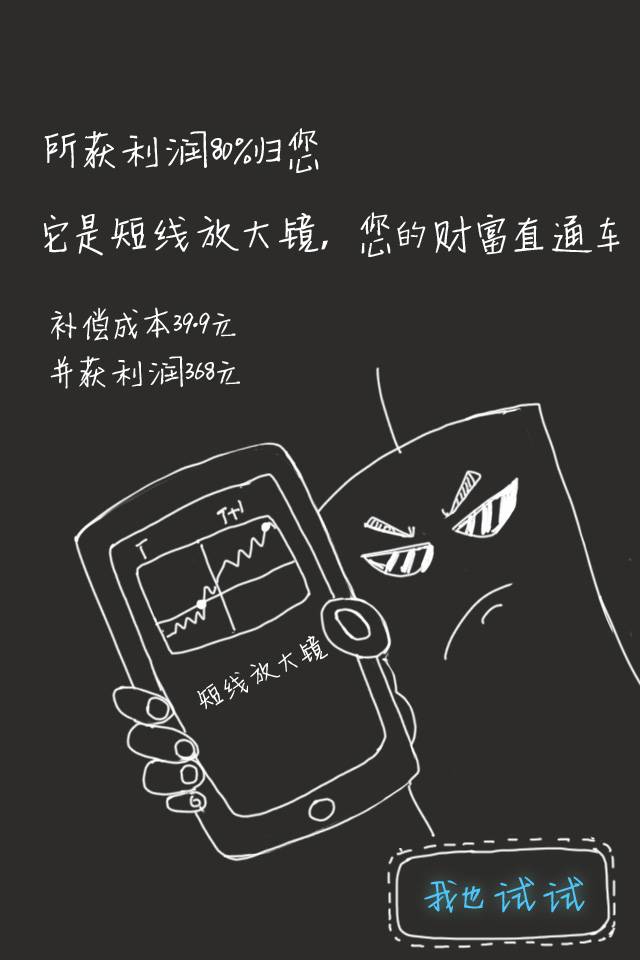 所获利润80%归您
它是短线放大镜,您的财富直通车
补偿成本39.9元
并获利润368元
T
T+1
短线放大镜
我也试试